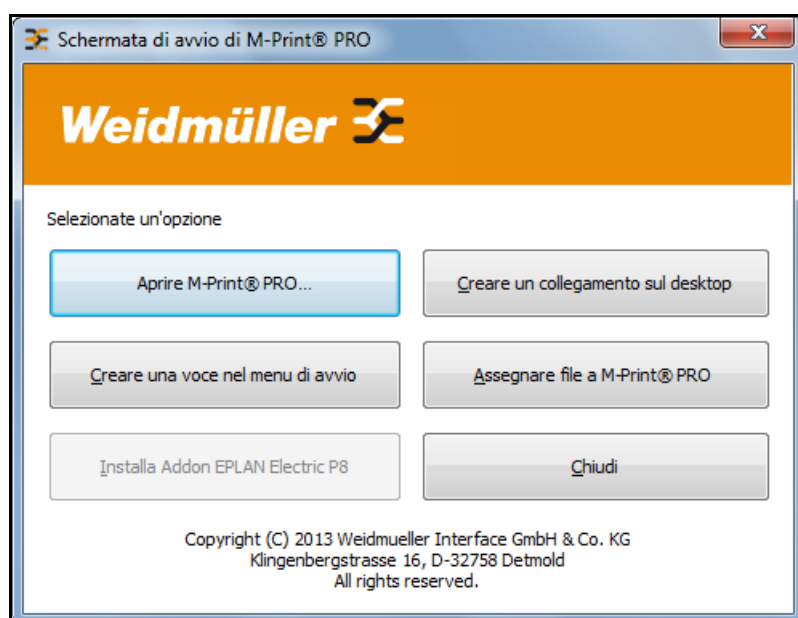 Schermata di avvio di M-Print® PRO
Weidmüller
Selezionate un'opzione
Aprire M-Print® PRO...
Creare un collegamento sul desktop
Creare una voce nel menu di avvio
Assegnare file a M-Print® PRO
Installa Addon EPLAN Electric P8
Chiudi
Copyright (C) 2013 Weidmueller Interface GmbH & Co. KG
Klingenbergstrasse 16, D-32758 Detmold
All rights reserved.